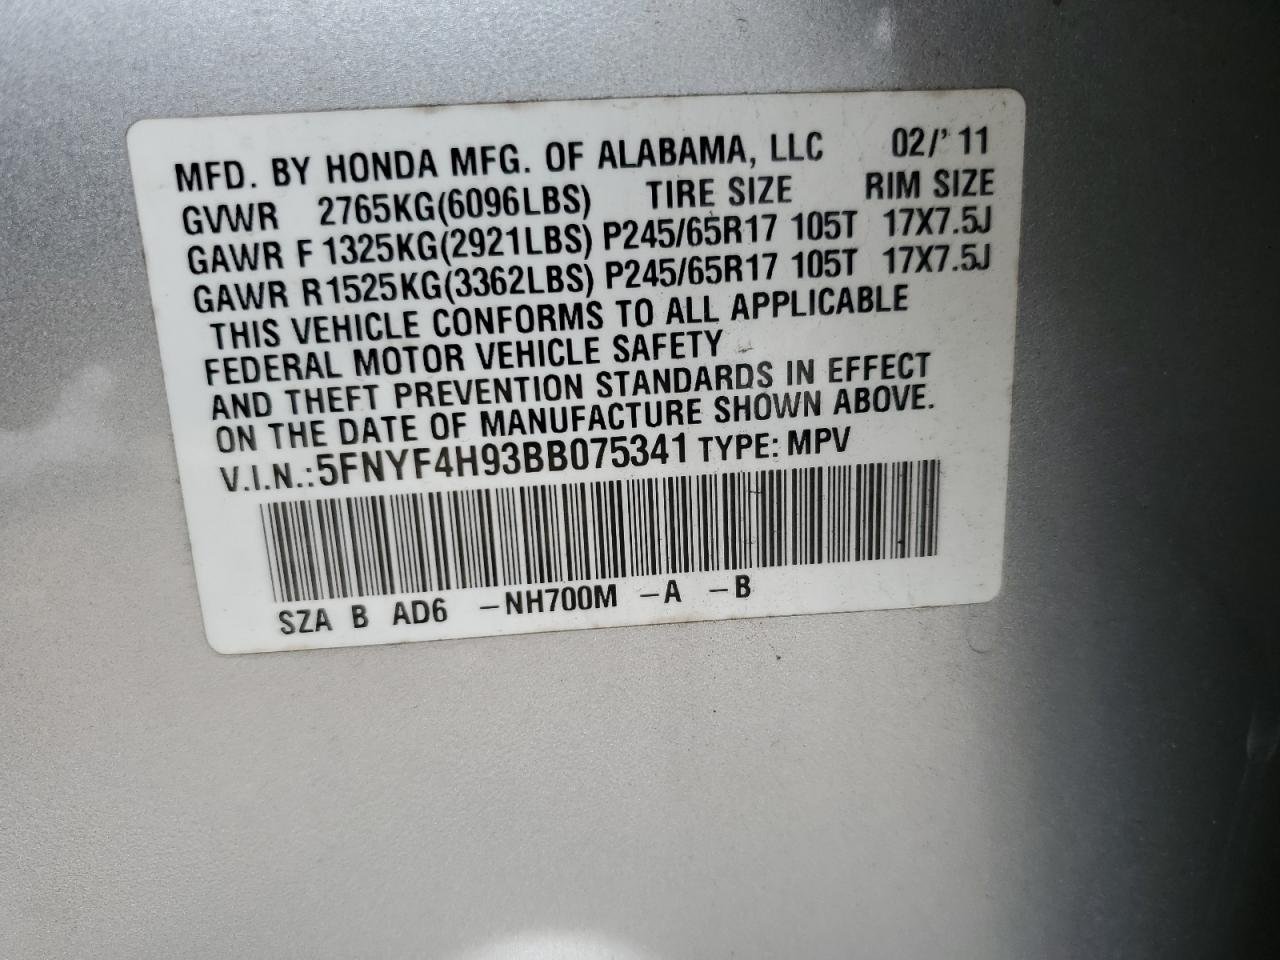 MFD. BY HONDA MFG. OF ALABAMA, LLC 02/' 11
GVWR 2765KG(6096LBS) TIRE SIZE RIM SIZE
GAWR F 1325KG(2921LBS) P245/65R17 105T 17X7.5J
GAWR R1525KG(3362LBS) P245/65R17 105T 17X7.5J
THIS VEHICLE CONFORMS TO ALL APPLICABLE
FEDERAL MOTOR VEHICLE SAFETY
AND THEFT PREVENTION STANDARDS IN EFFECT
ON THE DATE OF MANUFACTURE SHOWN ABOVE.
V.I.N.:5FNYF4H93BB075341 TYPE: MPV
SZA B AD6 -NH700M -A -B